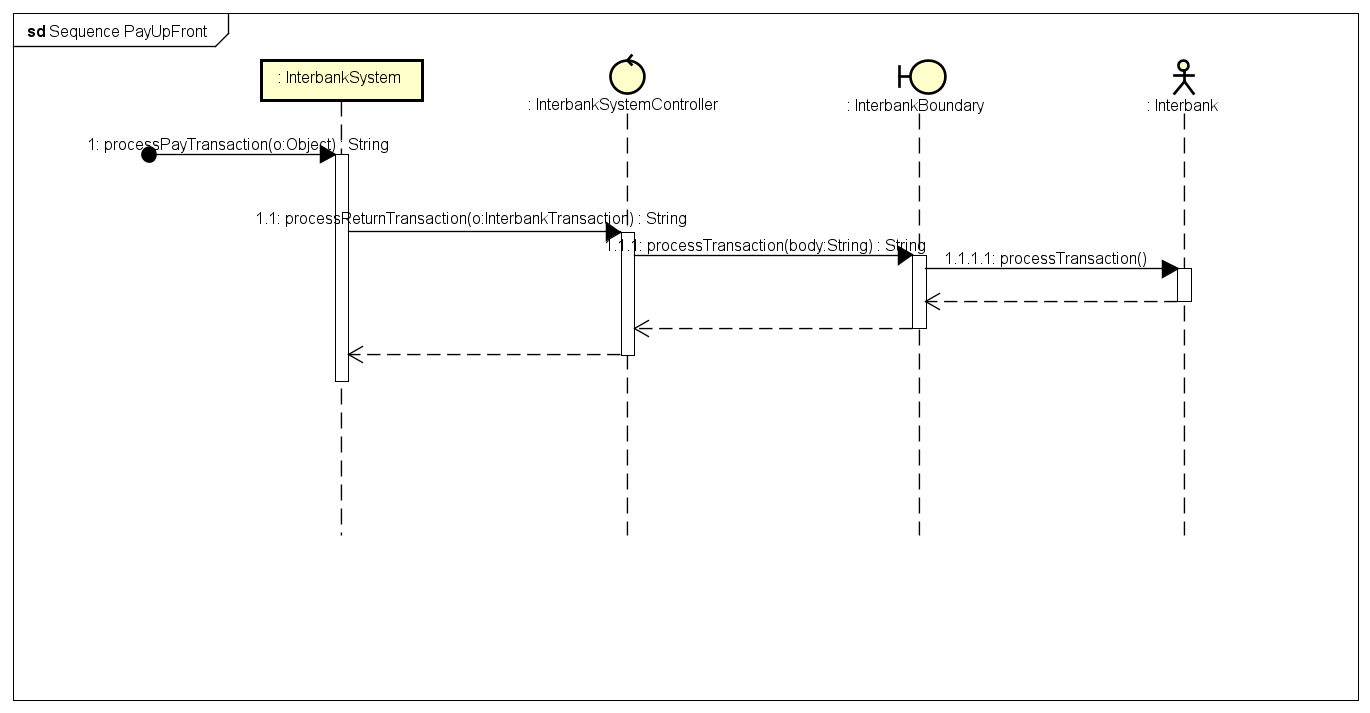 sd Sequence PayUpFront
: InterbankSystem
: InterbankSystemController
: InterbankBoundary
: Interbank
1: processPayTransaction(o:Object) : String
1.1: processReturnTransaction(o:InterbankTransaction) : String
1.1.1: processTransaction(body:String) : String
1.1.1.1: processTransaction()